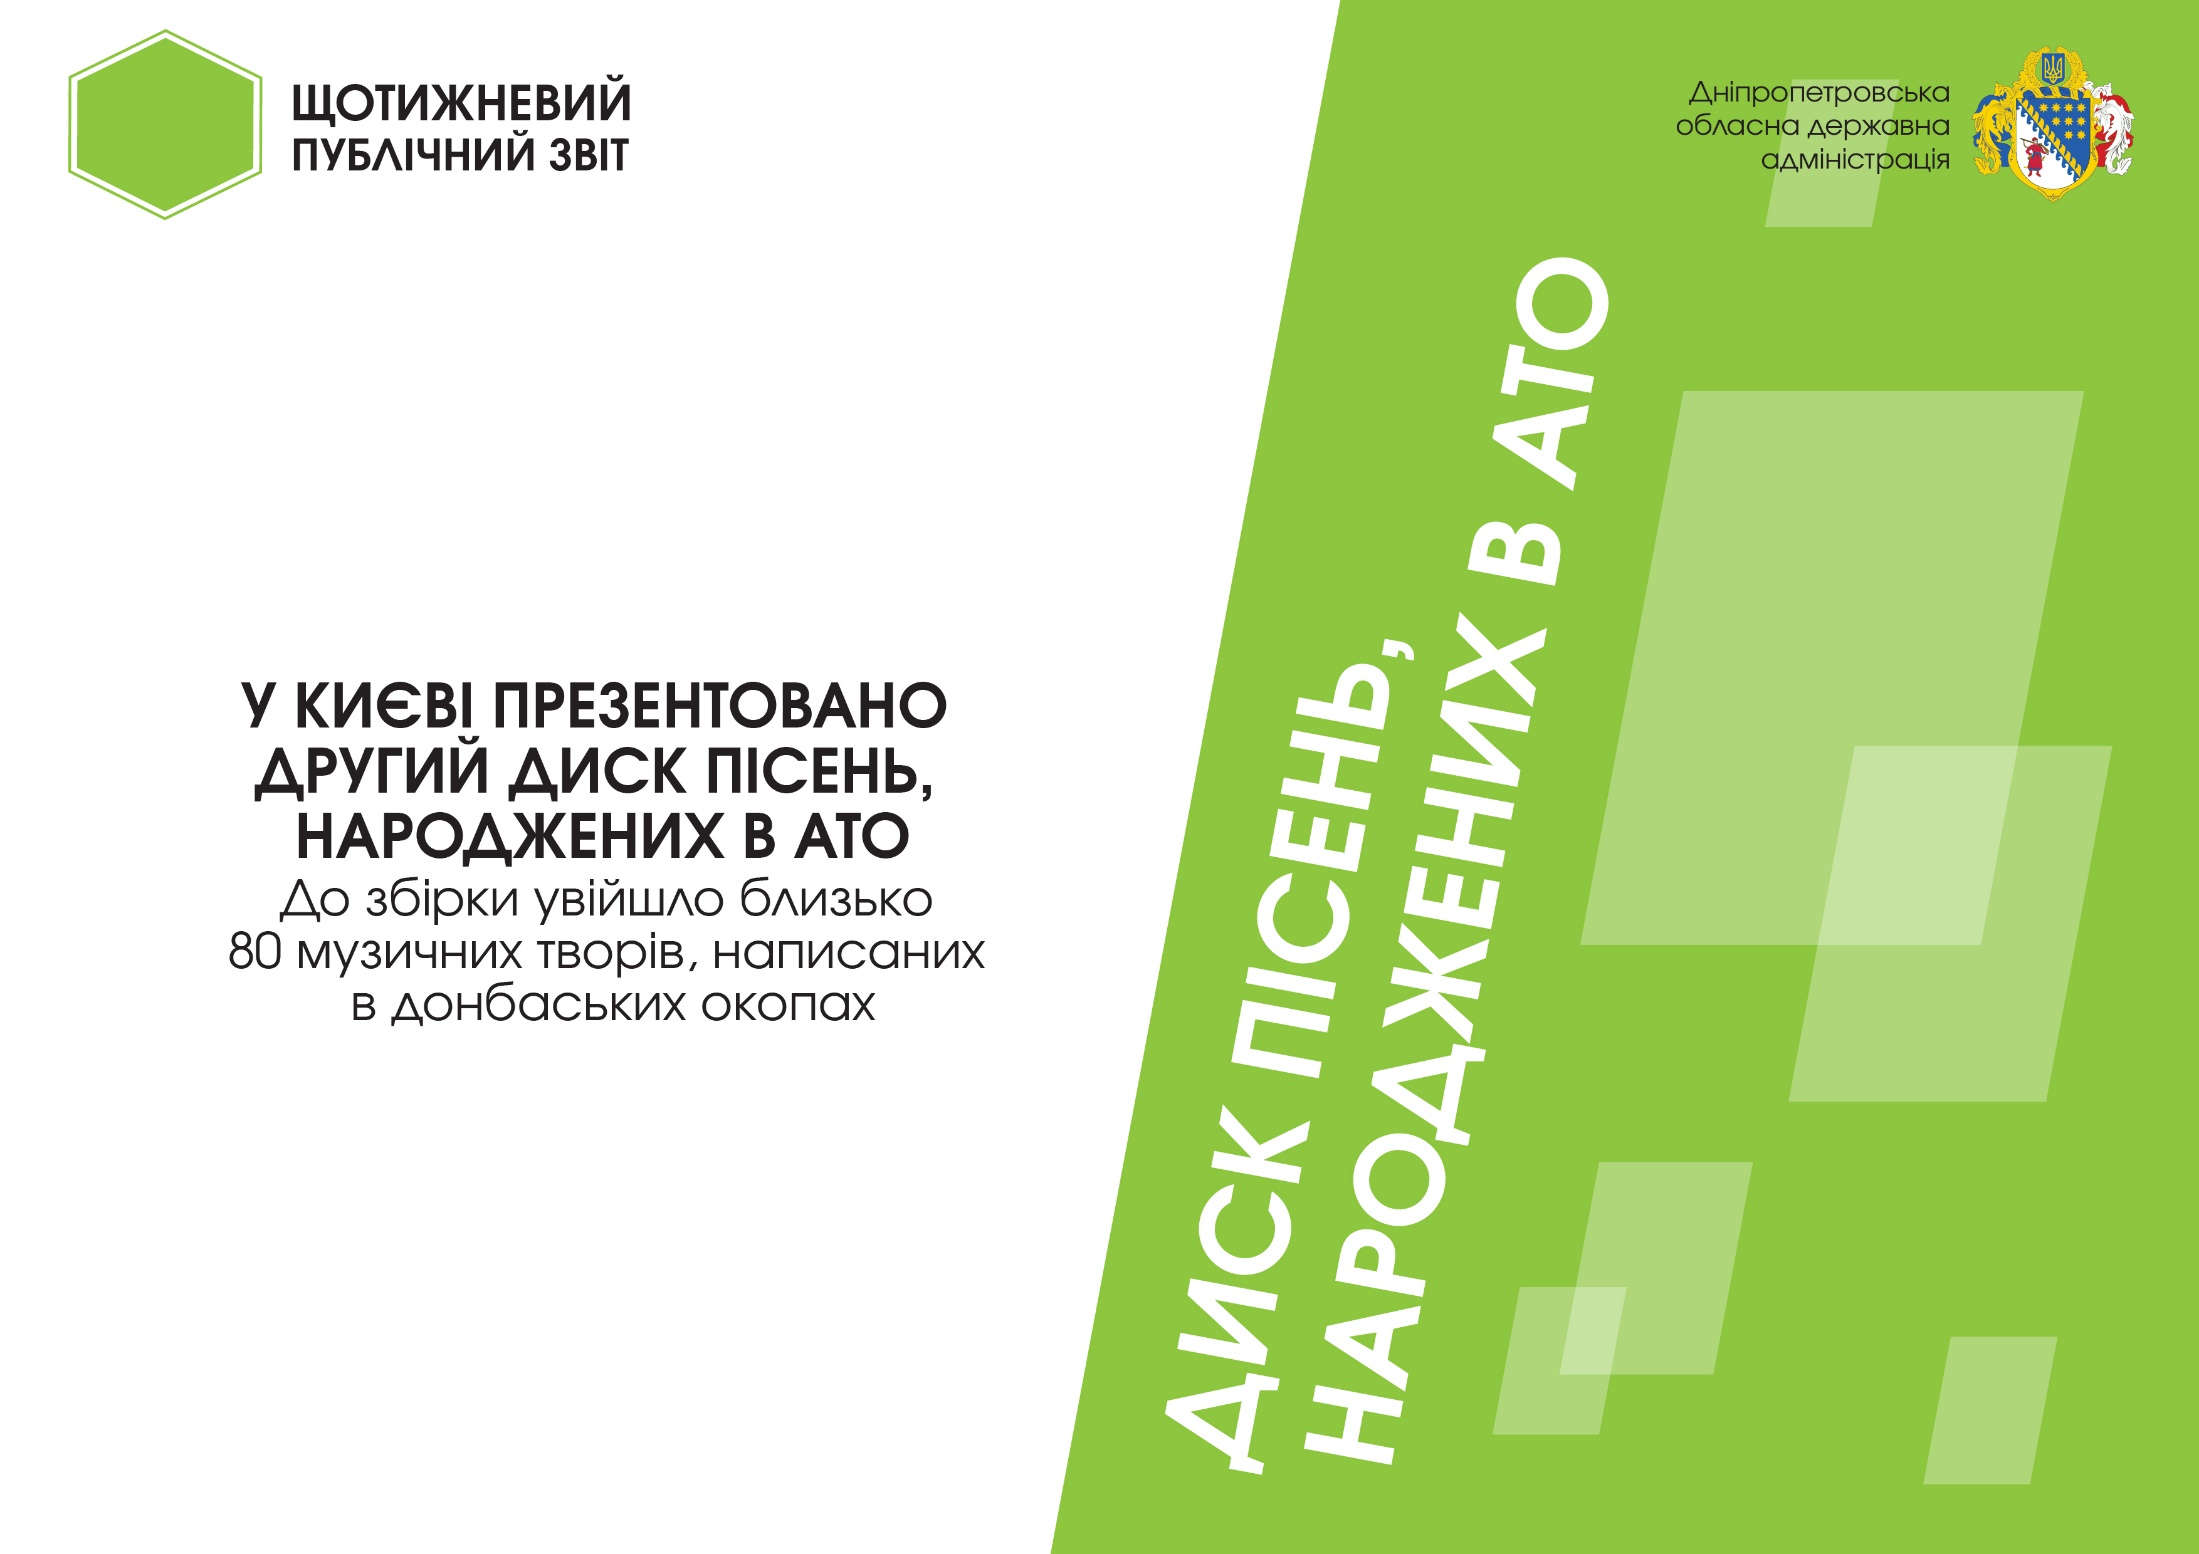 ЩОТИЖНЕВИЙ
ПУБЛІЧНИЙ ЗВІТ
Дніпропетровська
обласна державна
адміністрація
У КИЄВІ ПРЕЗЕНТОВАНО
ДРУГИЙ ДИСК ПІСЕНЬ,
НАРОДЖЕНИХ В АТО
До збірки увійшло близько
80 музичних творів, написаних
в донбаських окопах
ДИСК ПІСЕНЬ,
НАРОДЖЕНИХ В АТО